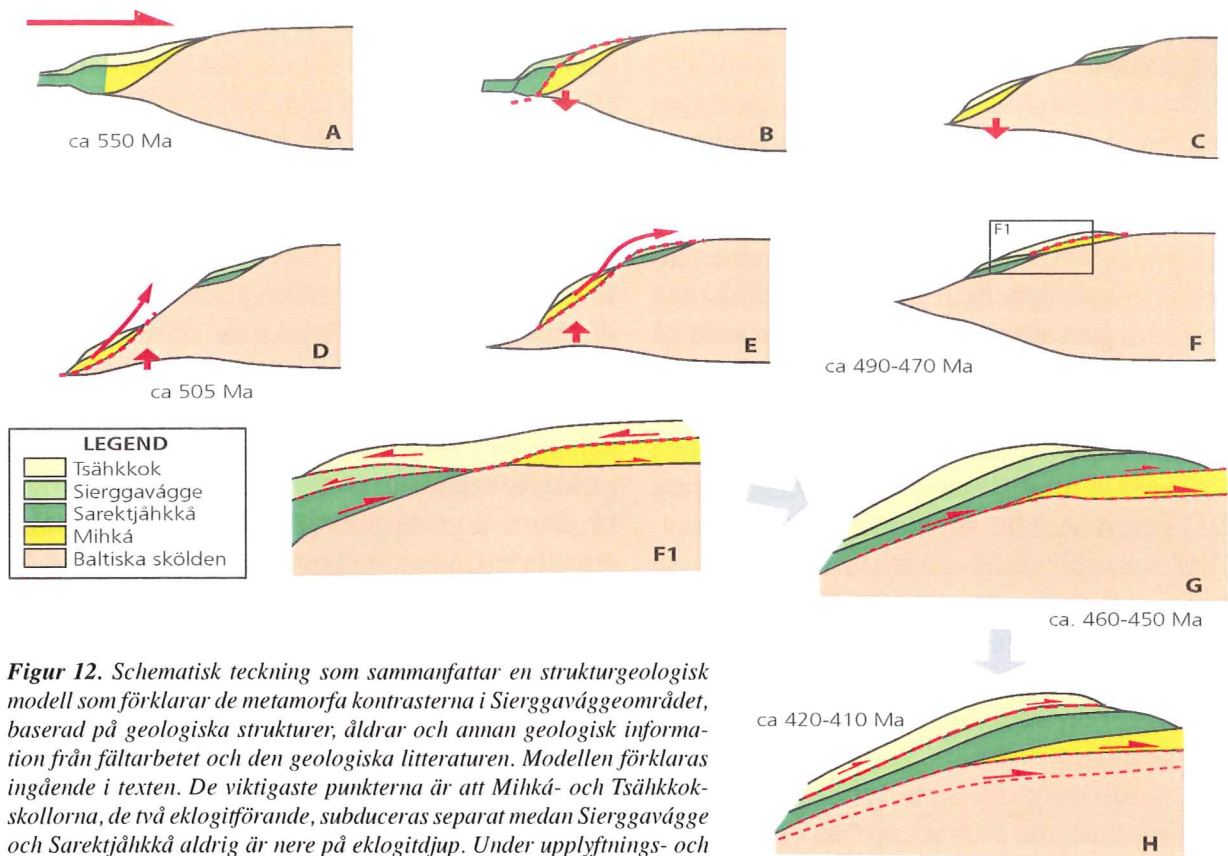 A
ca 550 Ma
B
C
D
ca 505 Ma
E
F1
F
ca 490-470 Ma
LEGEND
Tsähkkok
Sierggavágge
Sarektjåhkkå
Mihká
Baltiska skölden
F1
G
ca. 460-450 Ma
ca 420-410 Ma
H
Figur 12. Schematisk teckning som sammanfattar en strukturgeologisk
modell som förklarar de metamorfa kontrasterna i Sierggavággeområdet,
baserad på geologiska strukturer, åldrar och annan geologisk informa-
tion från fältarbetet och den geologiska litteraturen. Modellen förklaras
ingående i texten. De viktigaste punkterna är att Mihká- och Tsähkkok-
skollorna, de två eklogitförande, subduceras separat medan Sierggavágge
och Sarektjåhkkå aldrig är nere på eklogitdjup. Under upplyftnings- och